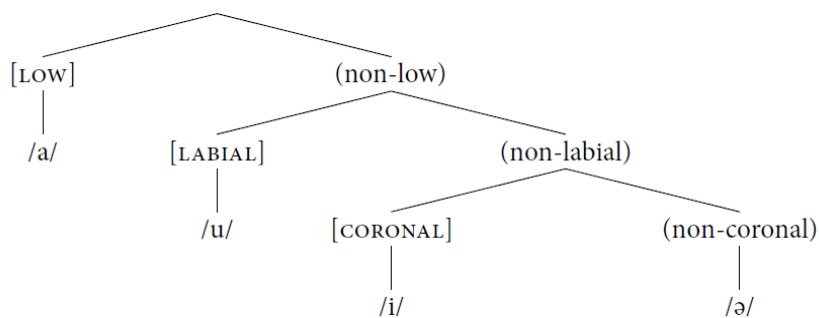 [LOW] (non-low)
/a/ [LABIAL] (non-labial)
/u/ [CORONAL] (non-coronal)
/i/ /ə/